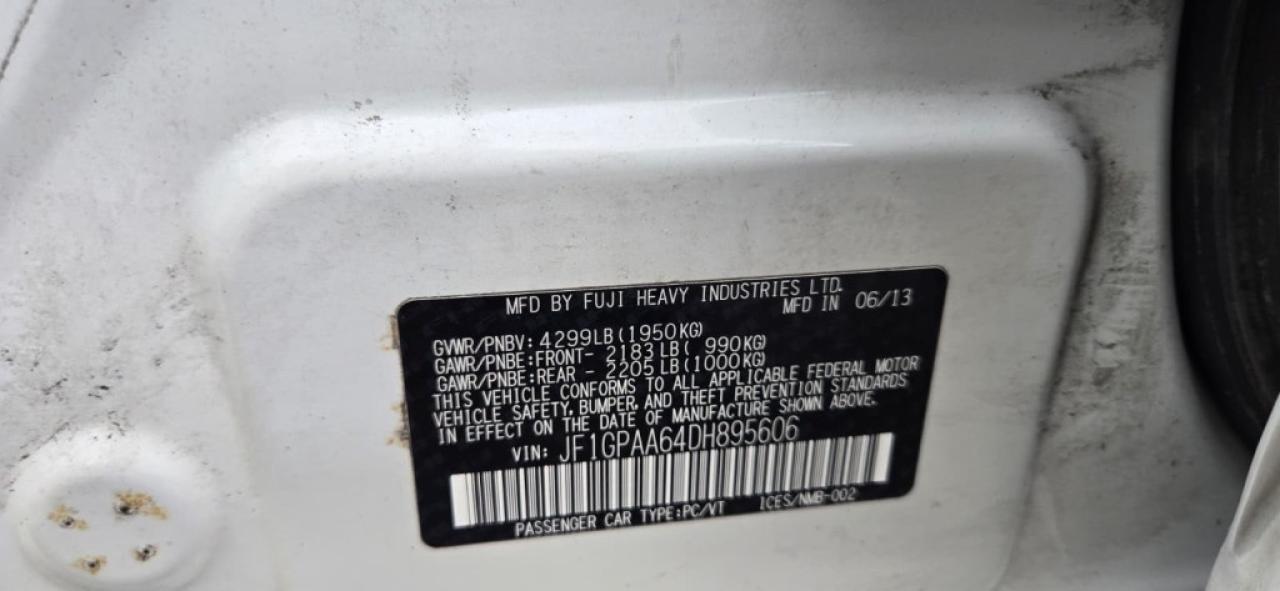 MFD BY FUJI HEAVY INDUSTRIES LTD.
MFD IN 06/13
GVWR/PNBV: 4299LB(1950KG)
GAWR/PNBE:FRONT- 2183LB( 990KG)
GAWR/PNBE:REAR - 2205LB(1000KG)
THIS VEHICLE CONFORMS TO ALL APPLICABLE FEDERAL MOTOR
VEHICLE SAFETY, BUMPER, AND THEFT PREVENTION STANDARDS
IN EFFECT ON THE DATE OF MANUFACTURE SHOWN ABOVE.
VIN: JF1GPAA64DH895606
PASSENGER CAR TYPE:PC/VT ICES/NMB-002